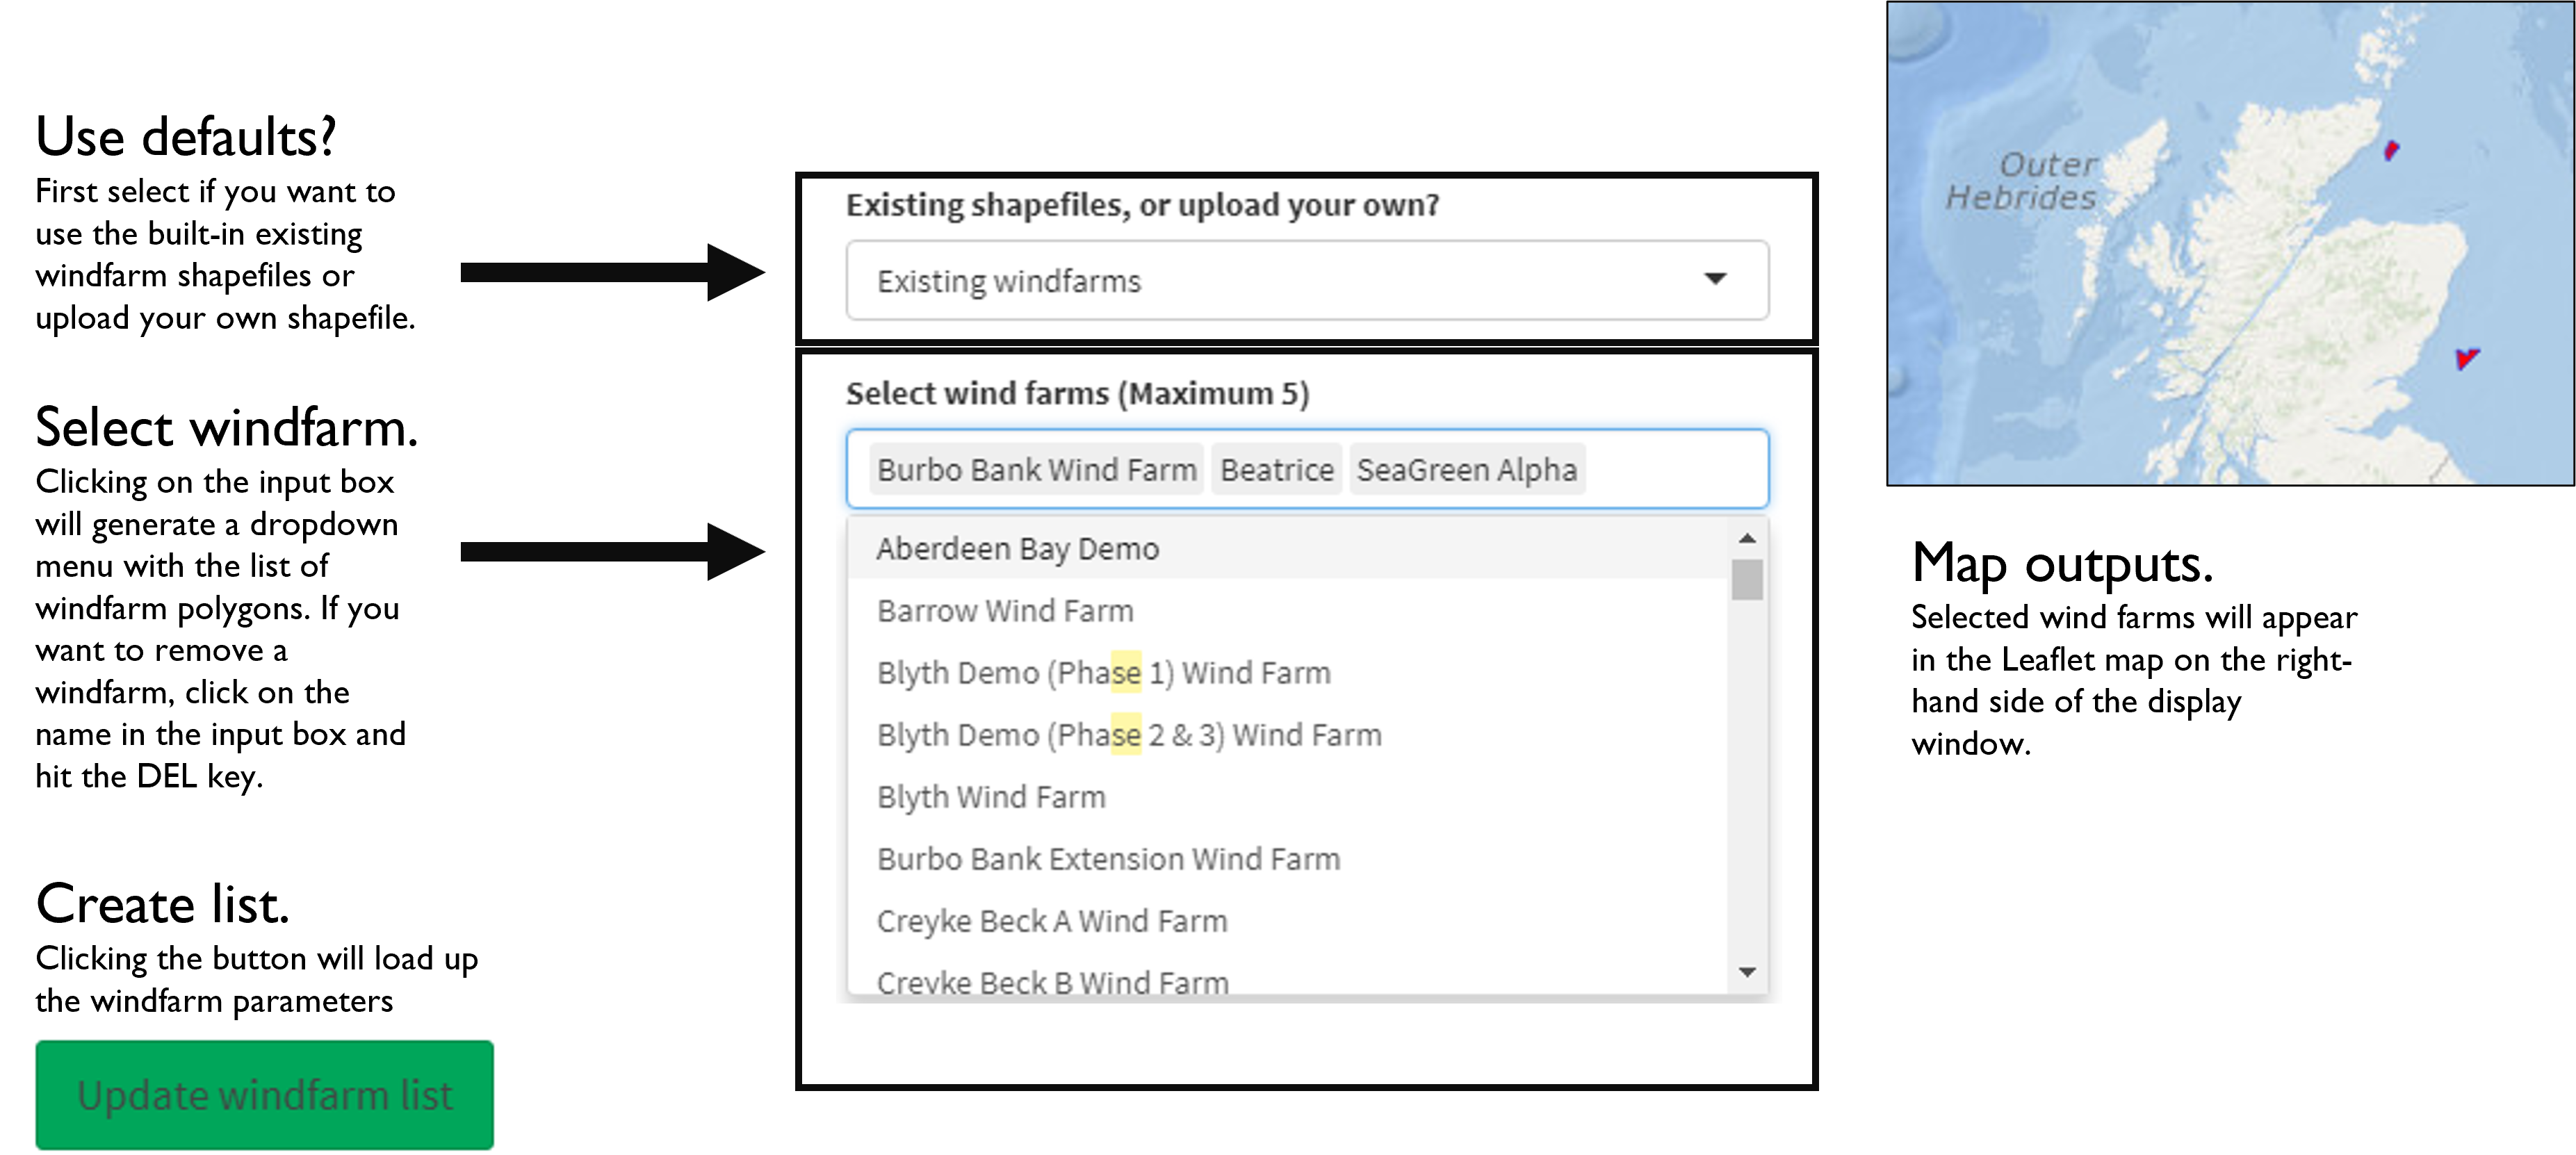 Use defaults?
First select if you want to
use the built-in existing
windfarm shapefiles or
upload your own shapefile.
Select windfarm.
Clicking on the input box
will generate a dropdown
menu with the list of
windfarm polygons. If you
want to remove a
windfarm, click on the
name in the input box and
hit the DEL key.
Create list.
Clicking the button will load up
the windfarm parameters
Update windfarm list
Existing shapefiles, or upload your own?
Existing windfarms
Select wind farms (Maximum 5)
Burbo Bank Wind Farm Beatrice SeaGreen Alpha
Aberdeen Bay Demo
Barrow Wind Farm
Blyth Demo (Phase 1) Wind Farm
Blyth Demo (Phase 2 & 3) Wind Farm
Blyth Wind Farm
Burbo Bank Extension Wind Farm
Creyke Beck A Wind Farm
Creyke Beck B Wind Farm
Outer
Hebrides
Map outputs.
Selected wind farms will appear
in the Leaflet map on the right-
hand side of the display
window.